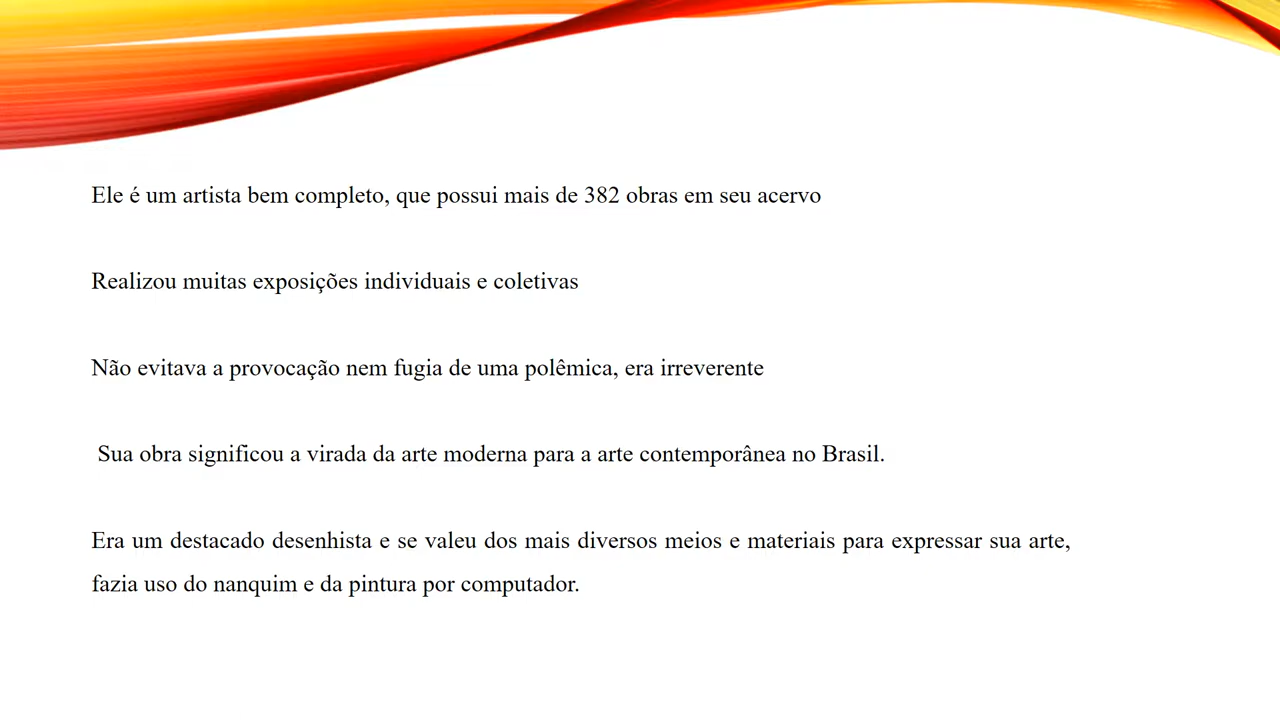 Ele é um artista bem completo, que possui mais de 382 obras em seu acervo
Realizou muitas exposições individuais e coletivas
Não evitava a provocação nem fugia de uma polêmica, era irreverente
Sua obra significou a virada da arte moderna para a arte contemporânea no Brasil.
Era um destacado desenhista e se valeu dos mais diversos meios e materiais para expressar sua arte,
fazia uso do nanquim e da pintura por computador.